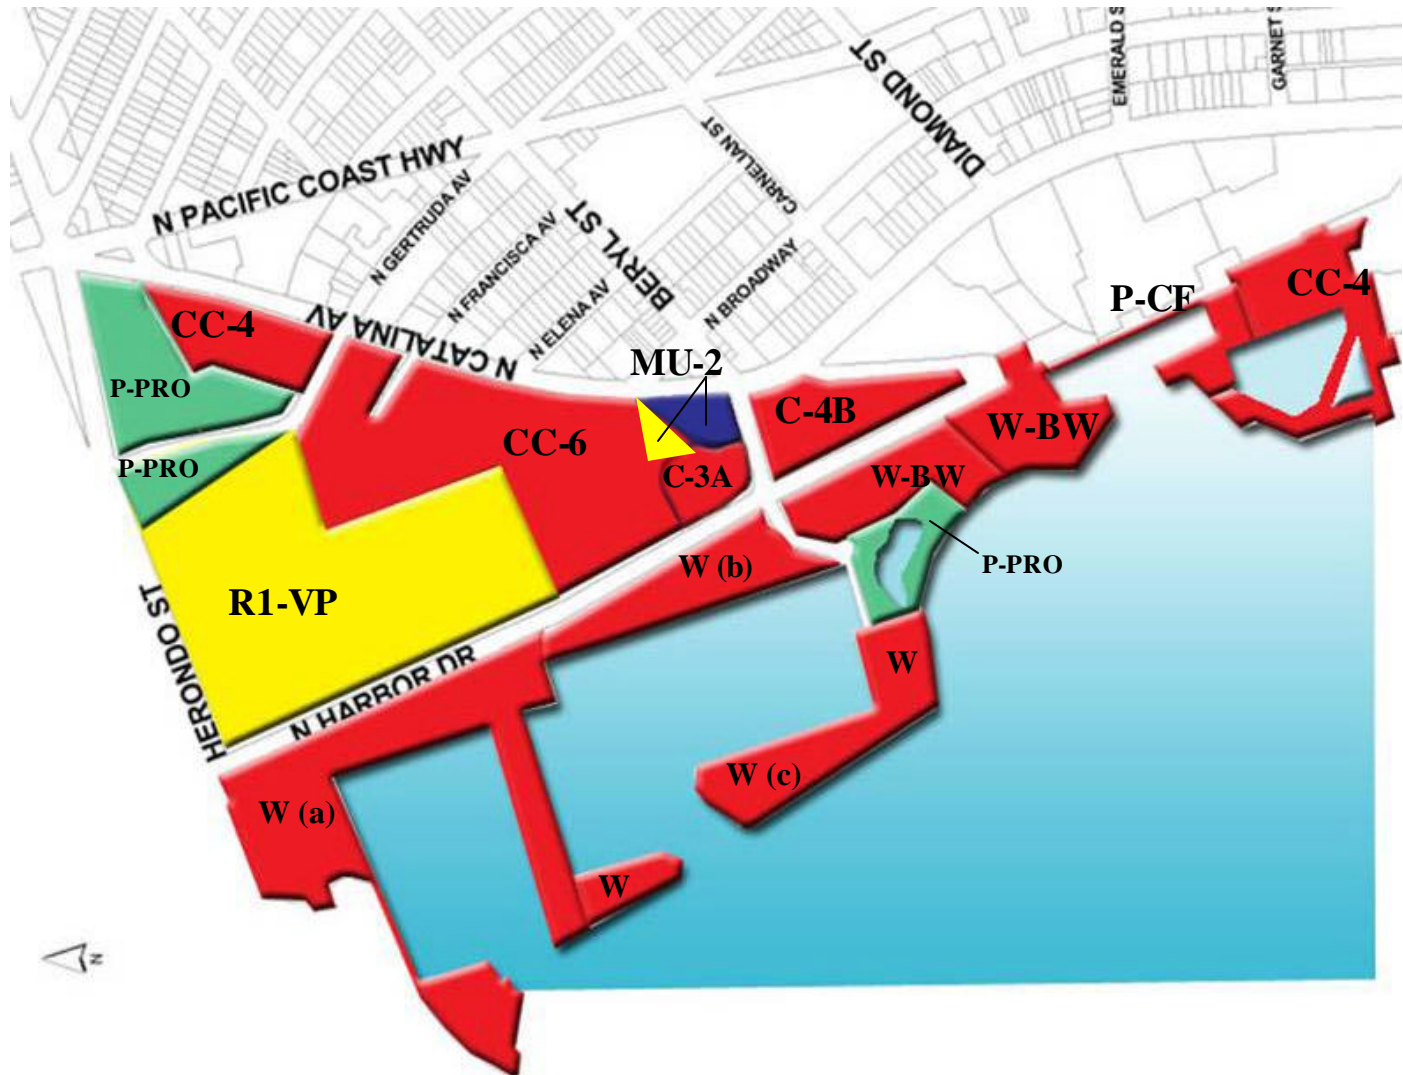 EMERALD S
GARNET S
DIAMOND ST
CARNELIAN ST
N PACIFIC COAST HWY
N GERTRUDA AV
N FRANCISCA AV
BERYL ST
N BROADWAY
N ELENA AV
N CATALINA AV
CC-4
P-CF
CC-4
MU-2
P-PRO
C-4B
W-BW
CC-6
P-PRO
C-3A
W-BW
P-PRO
W (b)
R1-VP
HERONDO ST
N HARBOR DR
W
W (c)
W (a)
W
N